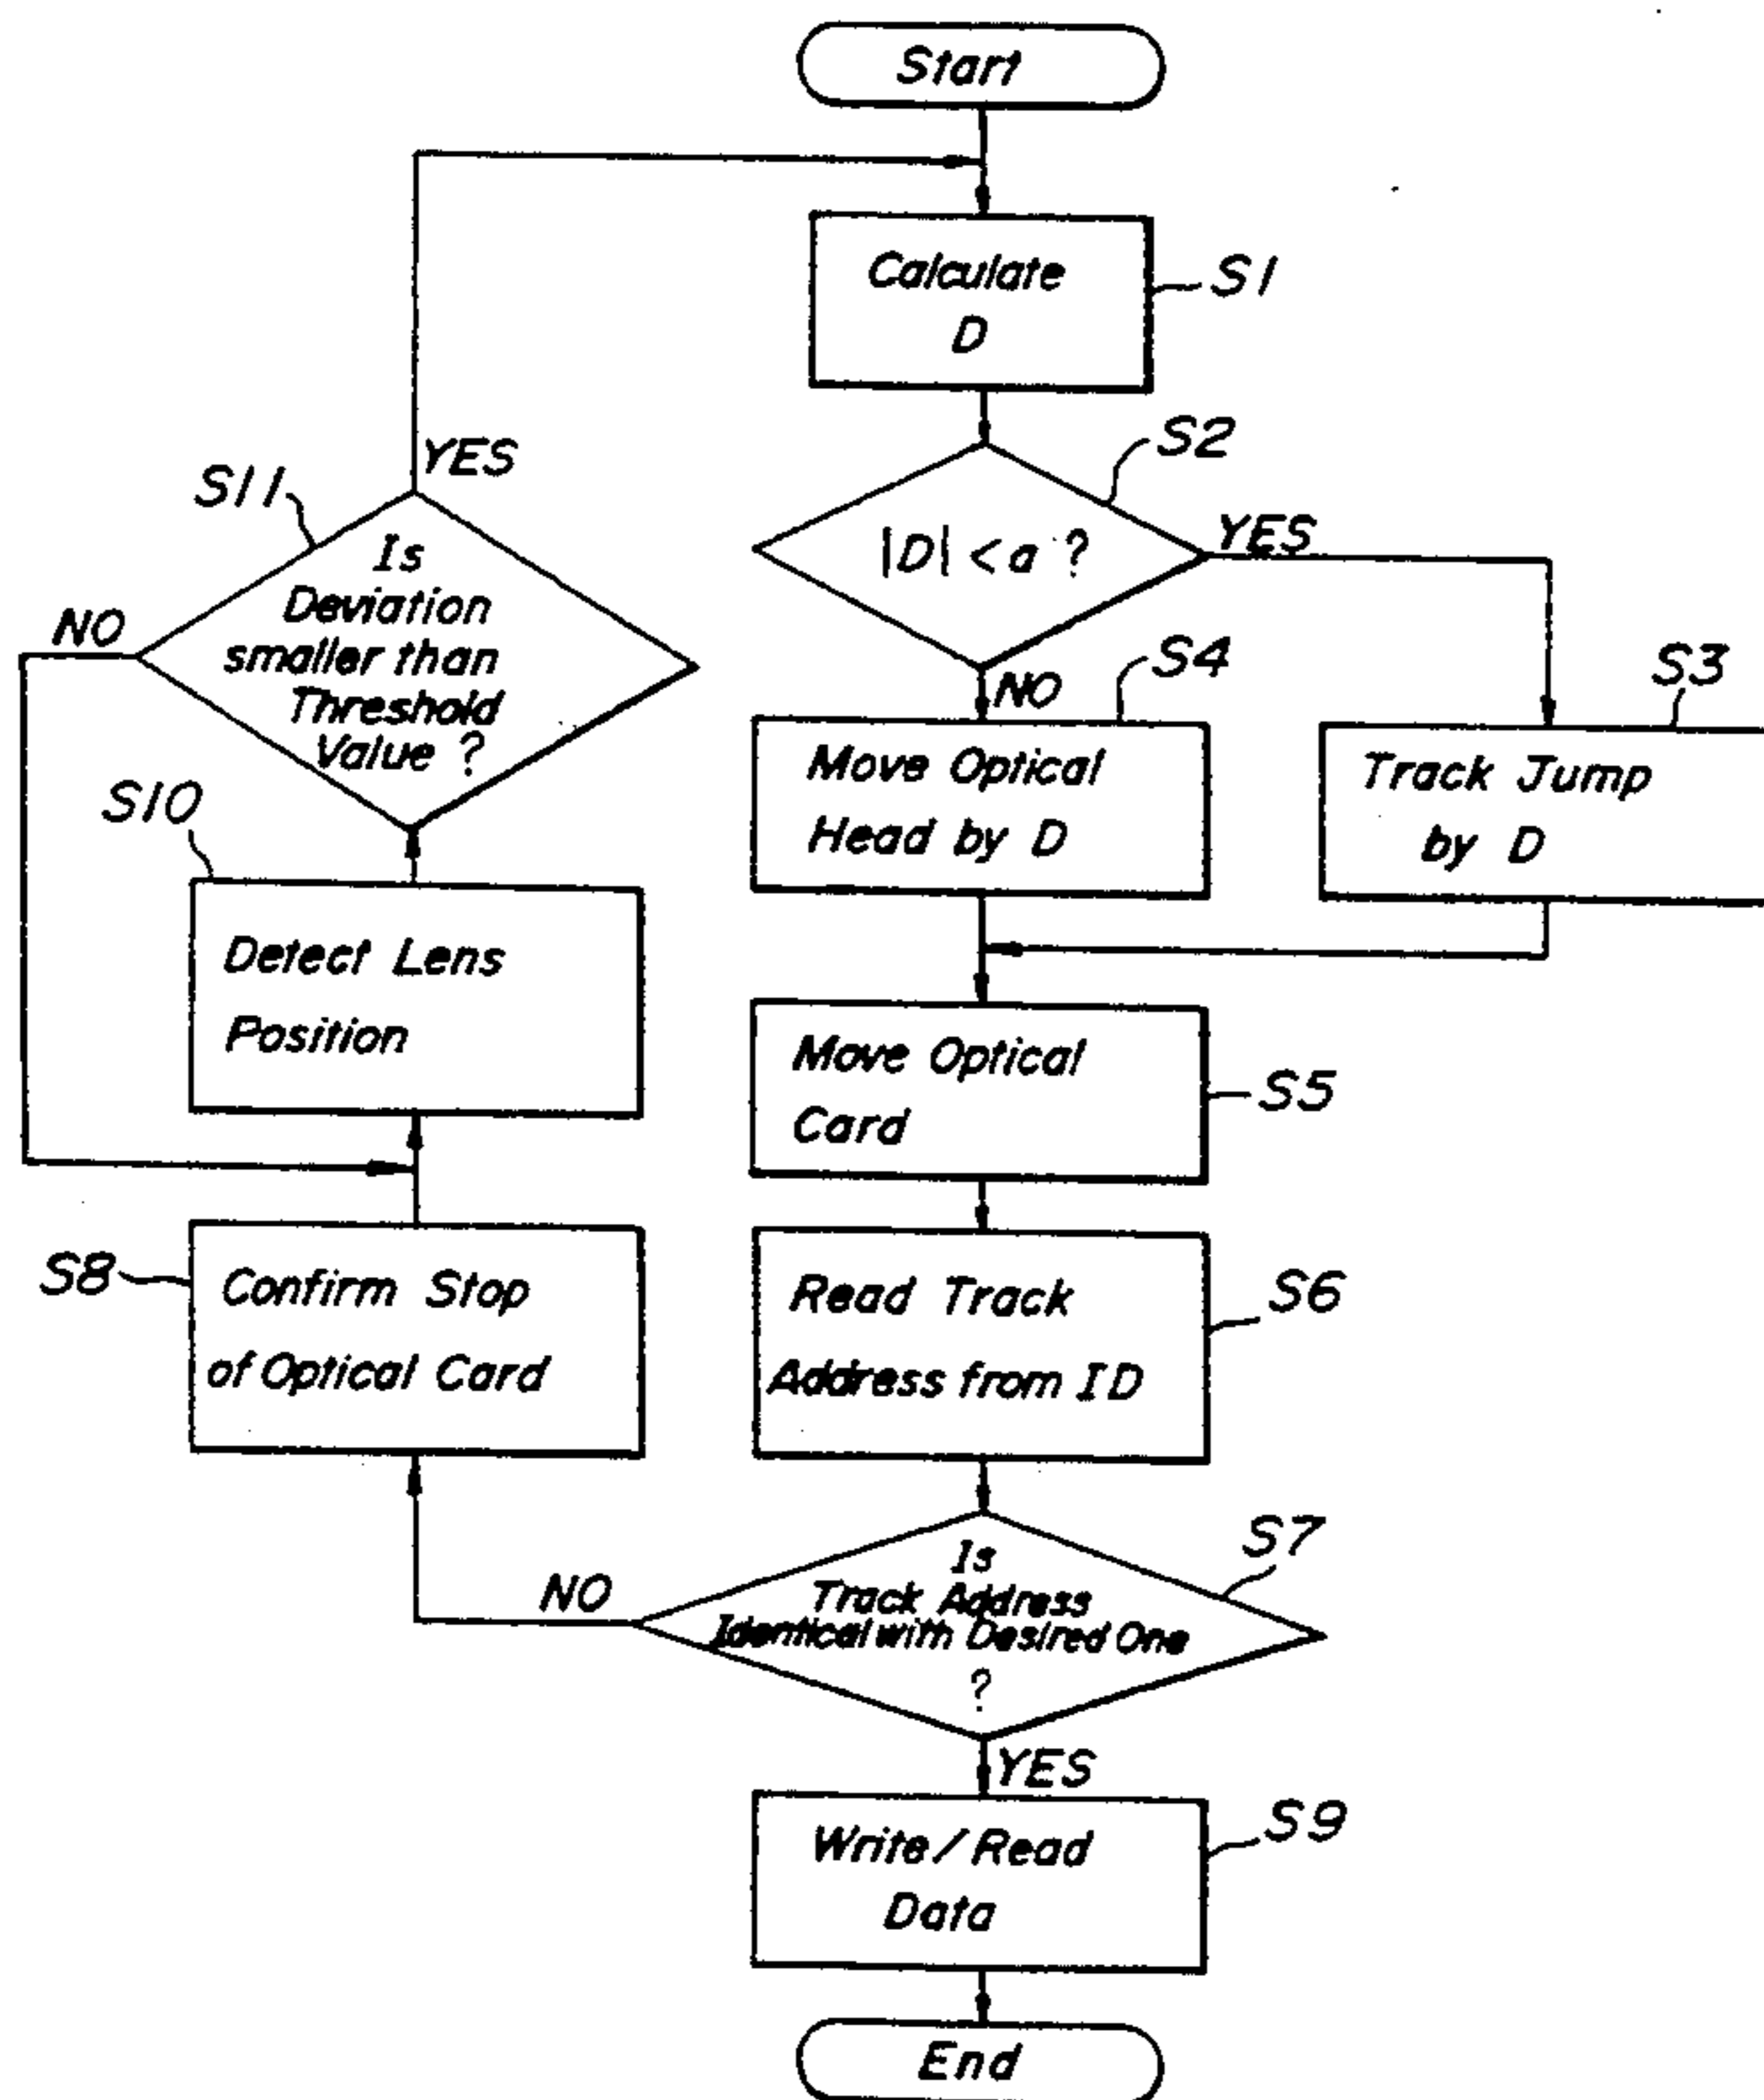 Start
Calculate
D
S1
S2
|D| < a ?
YES
NO
S4
Move Optical
Head by D
S3
Track Jump
by D
Move Optical
Card
S5
Read Track
Address from ID
S6
S7
Is
Track Address
Identical with Desired One
?
NO
YES
S8
Confirm Stop
of Optical Card
S10
Detect Lens
Position
S11
Is
Deviation
smaller than
Threshold
Value ?
YES
NO
Write/Read
Data
S9
End